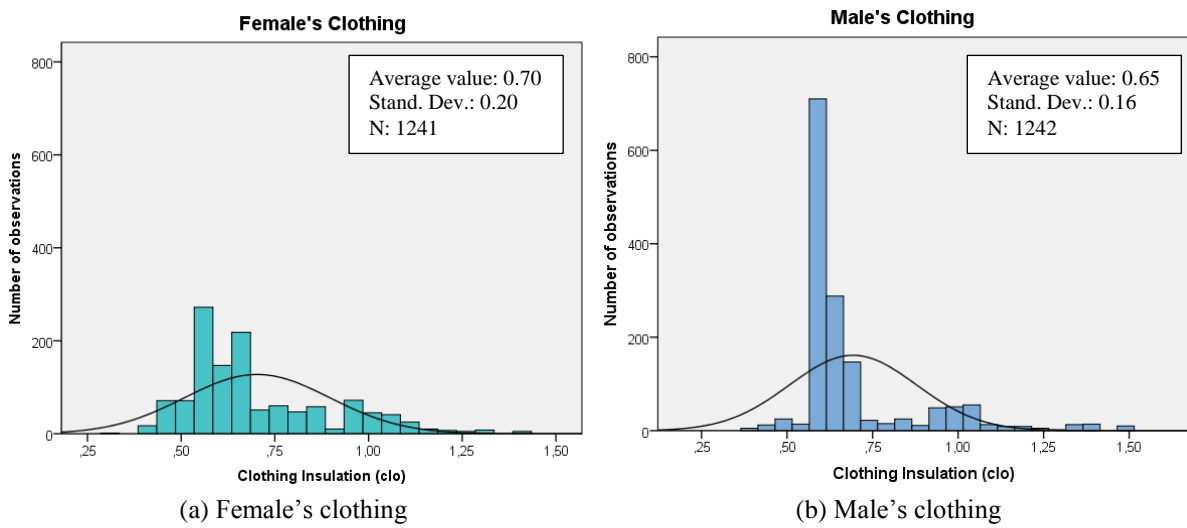 Female's Clothing
Average value: 0.70
Stand. Dev.: 0.20
N: 1241
Number of observations
800
600
400
200
0
,25
,50
,75
1,00
1,25
1,50
Clothing Insulation (clo)
(a) Female’s clothing
Male's Clothing
Average value: 0.65
Stand. Dev.: 0.16
N: 1242
Number of observations
800
600
400
200
0
,25
,50
,75
1,00
1,25
1,50
Clothing Insulation (clo)
(b) Male’s clothing